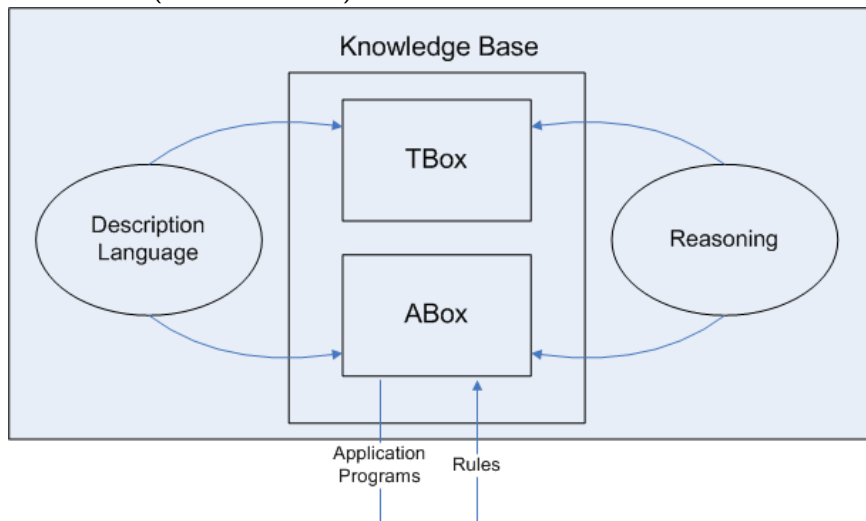 Knowledge Base
TBox
Description
Language
Reasoning
ABox
Application
Programs
Rules